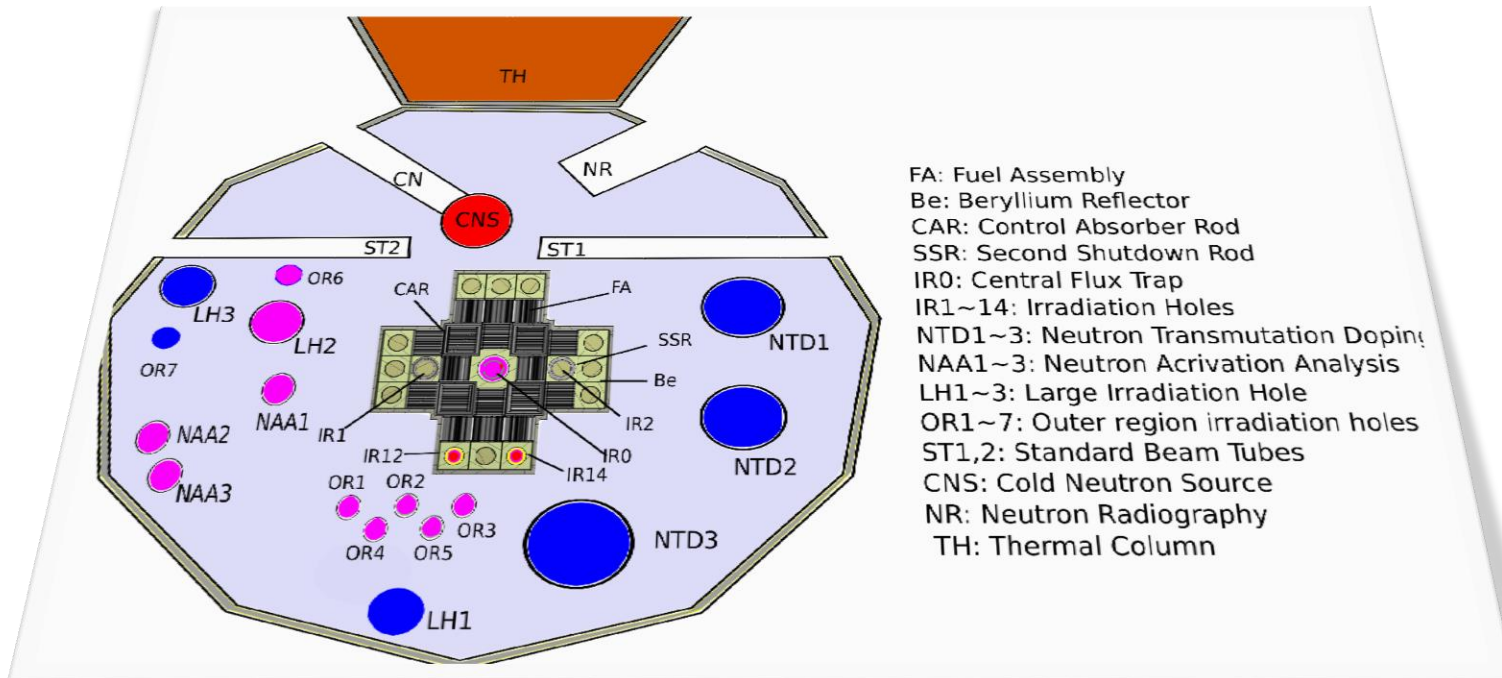 TH
CN
NR
CNS
ST2
ST1
OR6
LH3
CAR
FA
LH2
NTD1
OR7
SSR
Be
NAA1
IR1
IR2
NAA2
IR12
IR0
IR14
NTD2
NAA3
OR1
OR2
OR3
OR4
OR5
NTD3
LH1
FA: Fuel Assembly
Be: Beryllium Reflector
CAR: Control Absorber Rod
SSR: Second Shutdown Rod
IR0: Central Flux Trap
IR1~14: Irradiation Holes
NTD1~3: Neutron Transmutation Doping
NAA1~3: Neutron Acrivation Analysis
LH1~3: Large Irradiation Hole
OR1~7: Outer region irradiation holes
ST1,2: Standard Beam Tubes
CNS: Cold Neutron Source
NR: Neutron Radiography
TH: Thermal Column